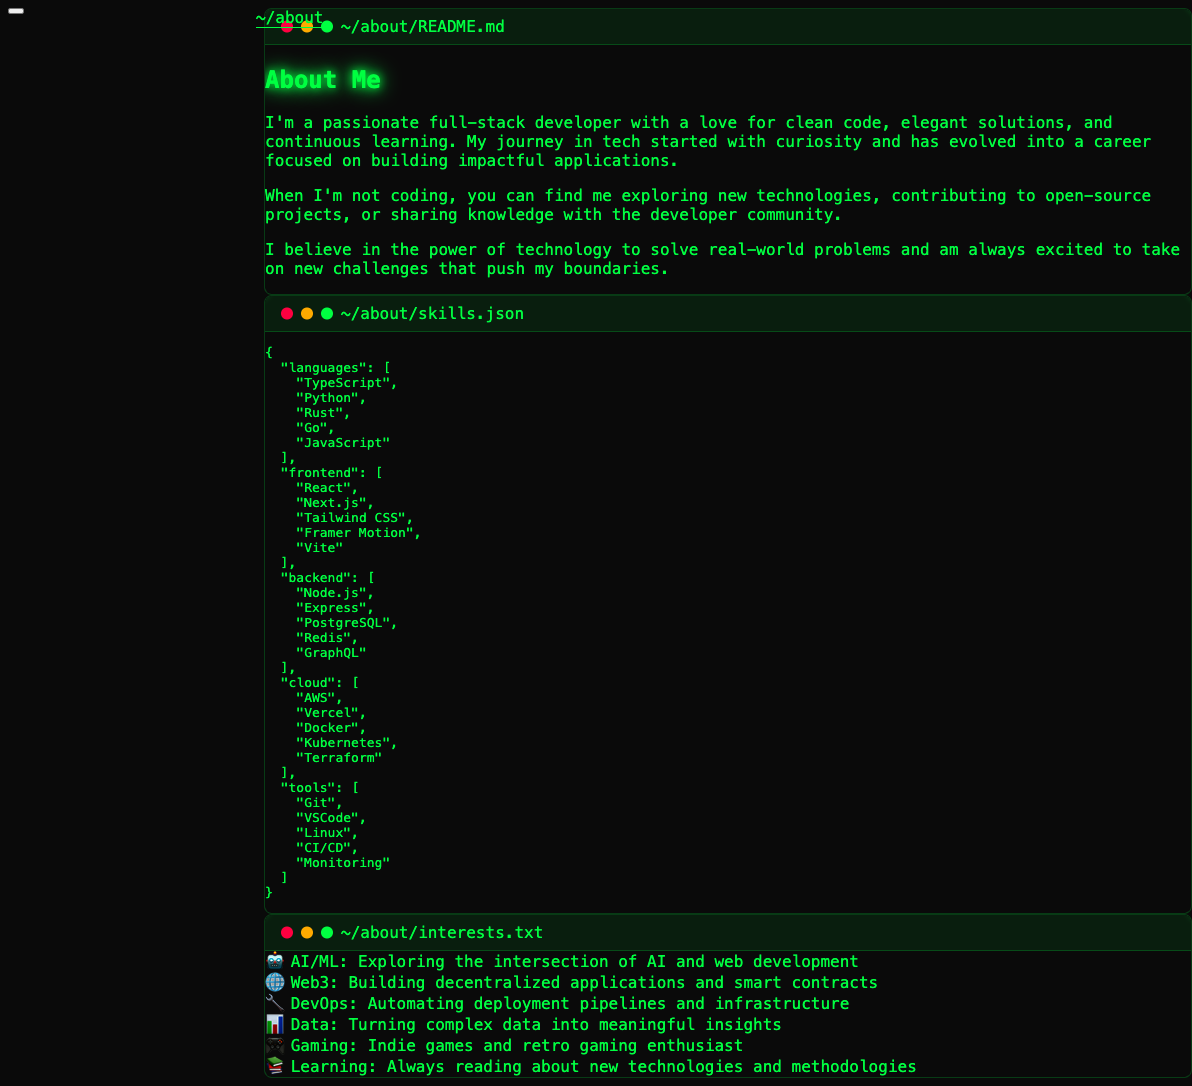 ~/about
~/about/README.md
About Me
I'm a passionate full-stack developer with a love for clean code, elegant solutions, and
continuous learning. My journey in tech started with curiosity and has evolved into a career
focused on building impactful applications.
When I'm not coding, you can find me exploring new technologies, contributing to open-source
projects, or sharing knowledge with the developer community.
I believe in the power of technology to solve real-world problems and am always excited to take
on new challenges that push my boundaries.
~/about/skills.json
{
  "languages": [
    "TypeScript",
    "Python",
    "Rust",
    "Go",
    "JavaScript"
  ],
  "frontend": [
    "React",
    "Next.js",
    "Tailwind CSS",
    "Framer Motion",
    "Vite"
  ],
  "backend": [
    "Node.js",
    "Express",
    "PostgreSQL",
    "Redis",
    "GraphQL"
  ],
  "cloud": [
    "AWS",
    "Vercel",
    "Docker",
    "Kubernetes",
    "Terraform"
  ],
  "tools": [
    "Git",
    "VSCode",
    "Linux",
    "CI/CD",
    "Monitoring"
  ]
}
~/about/interests.txt
🤖 AI/ML: Exploring the intersection of AI and web development
🌐 Web3: Building decentralized applications and smart contracts
🔧 DevOps: Automating deployment pipelines and infrastructure
📊 Data: Turning complex data into meaningful insights
🎮 Gaming: Indie games and retro gaming enthusiast
📚 Learning: Always reading about new technologies and methodologies